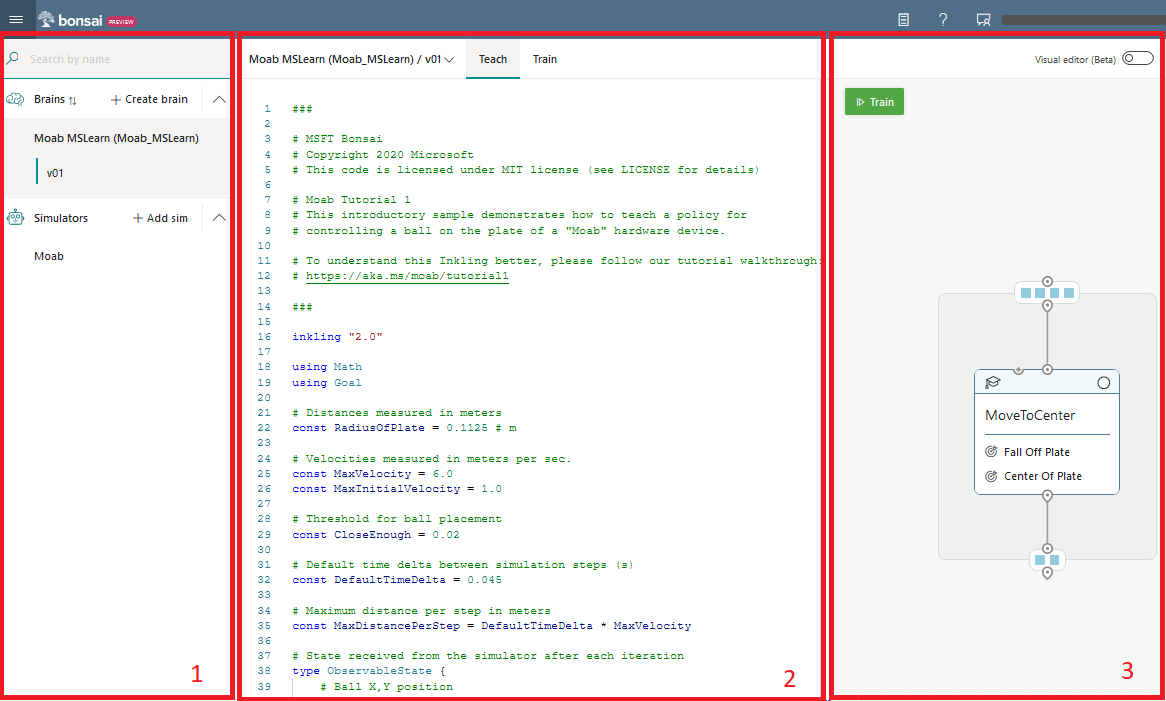 bonsai PREVIEW
?
Search by name
Brains + Create brain
Moab MSLearn (Moab_MSLearn)
v01
Simulators + Add sim
Moab
1
Moab MSLearn (Moab_MSLearn) / v01 Teach Train
1 ###
2
3 # MSFT Bonsai
4 # Copyright 2020 Microsoft
5 # This code is licensed under MIT license (see LICENSE for details)
6
7 # Moab Tutorial 1
8 # This introductory sample demonstrates how to teach a policy for
9 # controlling a ball on the plate of a "Moab" hardware device.
10
11 # To understand this Inkling better, please follow our tutorial walkthrough:
12 # https://aka.ms/moab/tutorial1
13
14 ###
15
16 inkling "2.0"
17
18 using Math
19 using Goal
20
21 # Distances measured in meters
22 const RadiusOfPlate = 0.1125 # m
23
24 # Velocities measured in meters per sec.
25 const MaxVelocity = 6.0
26 const MaxInitialVelocity = 1.0
27
28 # Threshold for ball placement
29 const CloseEnough = 0.02
30
31 # Default time delta between simulation steps (s)
32 const DefaultTimeDelta = 0.045
33
34 # Maximum distance per step in meters
35 const MaxDistancePerStep = DefaultTimeDelta * MaxVelocity
36
37 # State received from the simulator after each iteration
38 type ObservableState {
39 # Ball X,Y position
2
Visual editor (Beta)
Train
MoveToCenter
Fall Off Plate
Center Of Plate
3